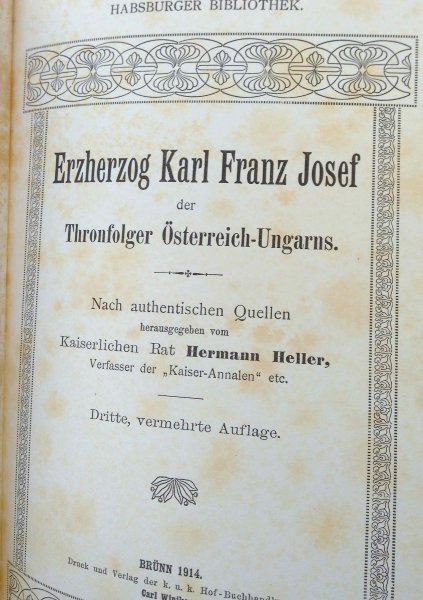 HABSBURGER BIBLIOTHEK.
Erzherzog Karl Franz Josef
der
Thronfolger Österreich-Ungarns.
Nach authentischen Quellen
herausgegeben vom
Kaiserlichen Rat Hermann Heller,
Verfasser der „Kaiser-Annalen“ etc.
Dritte, vermehrte Auflage.
BRÜNN 1914.
Druck und Verlag der k. u. k. Hof-Buchhandl
Carl